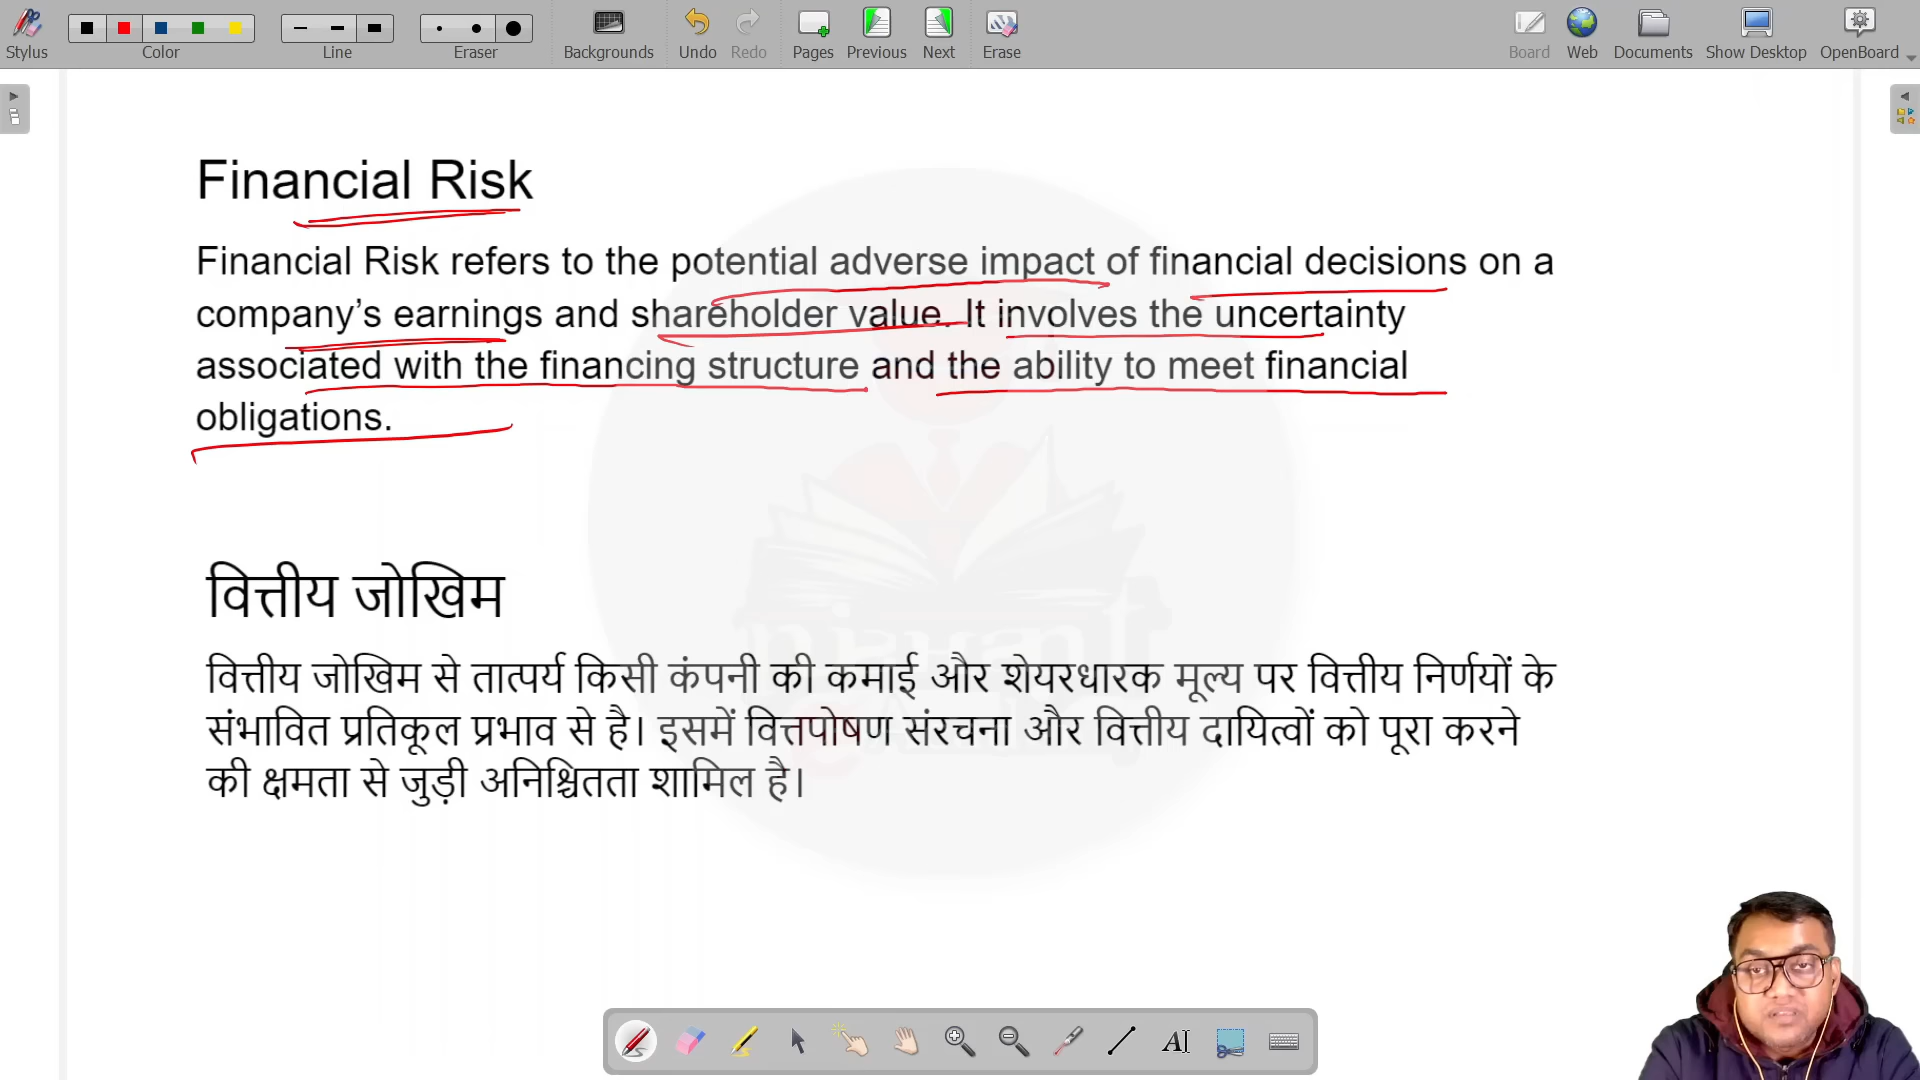 Stylus
Color
Line
Eraser
Backgrounds
Undo
Redo
Pages
Previous
Next
Erase
Board
Web
Documents
Show Desktop
OpenBoard
Financial Risk
Financial Risk refers to the potential adverse impact of financial decisions on a
company’s earnings and shareholder value. It involves the uncertainty
associated with the financing structure and the ability to meet financial
obligations.
वित्तीय जोखिम
वित्तीय जोखिम से तात्पर्य किसी कंपनी की कमाई और शेयरधारक मूल्य पर वित्तीय निर्णयों के
संभावित प्रतिकूल प्रभाव से है। इसमें वित्तपोषण संरचना और वित्तीय दायित्वों को पूरा करने
की क्षमता से जुड़ी अनिश्चितता शामिल है।